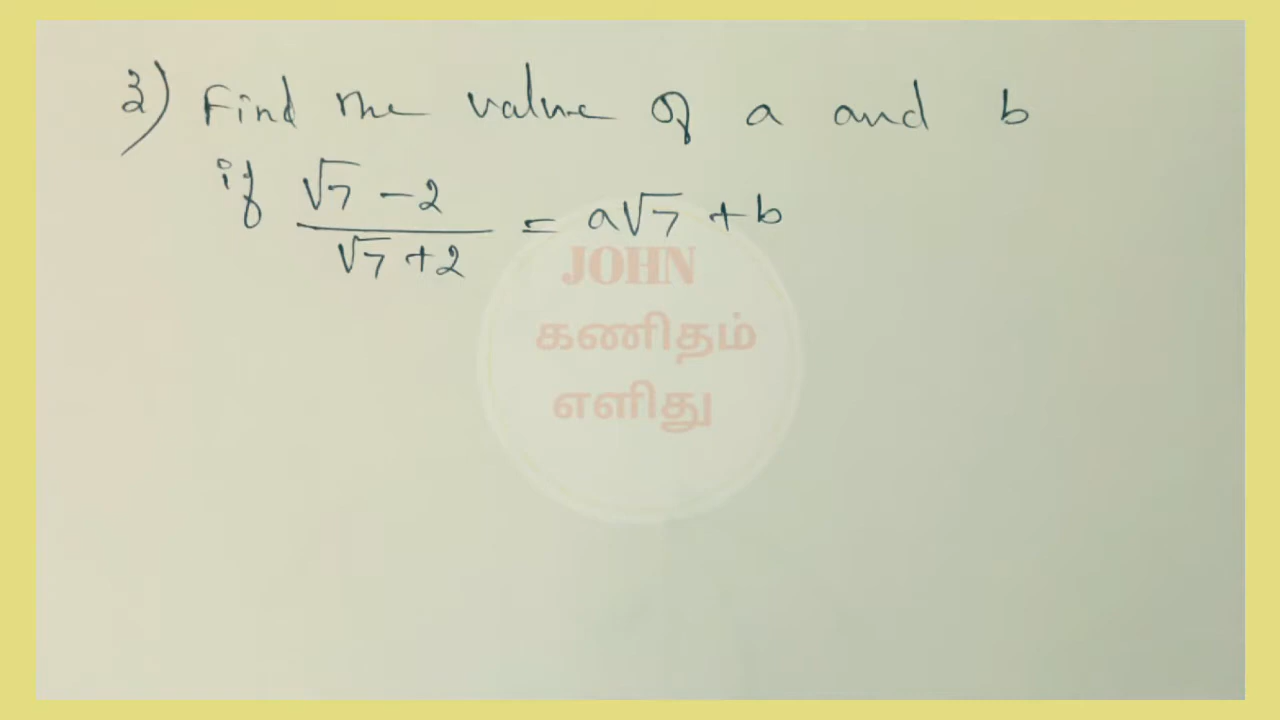 3) Find the value of a and b
if √7 - 2 / √7 + 2 = a√7 + b
JOHN
கணிதம்
எளிது